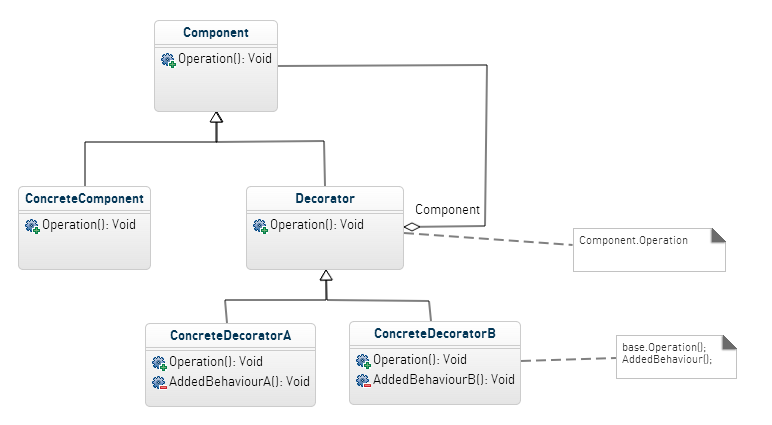 Component
Operation(): Void
ConcreteComponent
Operation(): Void
Decorator
Operation(): Void
Component
Component.Operation
ConcreteDecoratorA
Operation(): Void
AddedBehaviourA(): Void
ConcreteDecoratorB
Operation(): Void
AddedBehaviourB(): Void
base.Operation();
AddedBehaviour();